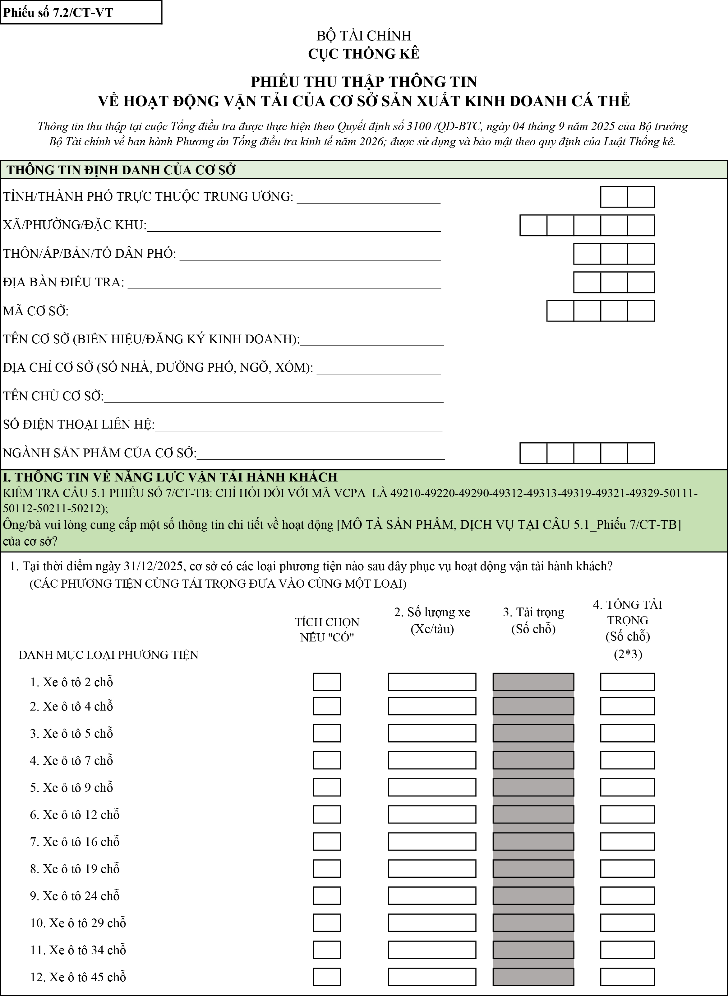 Phiếu số 7.2/CT-VT
BỘ TÀI CHÍNH
CỤC THỐNG KÊ
PHIẾU THU THẬP THÔNG TIN
VỀ HOẠT ĐỘNG VẬN TẢI CỦA CƠ SỞ SẢN XUẤT KINH DOANH CÁ THỂ
Thông tin thu thập tại cuộc Tổng điều tra được thực hiện theo Quyết định số 3100 /QĐ-BTC, ngày 04 tháng 9 năm 2025 của Bộ trưởng
Bộ Tài chính về ban hành Phương án Tổng điều tra kinh tế năm 2026; được sử dụng và bảo mật theo quy định của Luật Thống kê.
THÔNG TIN ĐỊNH DANH CỦA CƠ SỞ
TỈNH/THÀNH PHỐ TRỰC THUỘC TRUNG ƯƠNG:
XÃ/PHƯỜNG/ĐẶC KHU:
THÔN/ẤP/BẢN/TỔ DÂN PHỐ:
ĐỊA BÀN ĐIỀU TRA:
MÃ CƠ SỞ:
TÊN CƠ SỞ (BIỂN HIỆU/ĐĂNG KÝ KINH DOANH):
ĐỊA CHỈ CƠ SỞ (SỐ NHÀ, ĐƯỜNG PHỐ, NGÕ, XÓM):
TÊN CHỦ CƠ SỞ:
SỐ ĐIỆN THOẠI LIÊN HỆ:
NGÀNH SẢN PHẨM CỦA CƠ SỞ:
I. THÔNG TIN VỀ NĂNG LỰC VẬN TẢI HÀNH KHÁCH
KIỂM TRA CÂU 5.1 PHIẾU SỐ 7/CT-TB: CHỈ HỎI ĐỐI VỚI MÃ VCPA LÀ 49210-49220-49290-49312-49313-49319-49321-49329-50111-
50112-50211-50212);
Ông/bà vui lòng cung cấp một số thông tin chi tiết về hoạt động [MÔ TẢ SẢN PHẨM, DỊCH VỤ TẠI CÂU 5.1_Phiếu 7/CT-TB]
của cơ sở?
1. Tại thời điểm ngày 31/12/2025, cơ sở có các loại phương tiện nào sau đây phục vụ hoạt động vận tải hành khách?
(CÁC PHƯƠNG TIỆN CÙNG TẢI TRỌNG ĐƯA VÀO CÙNG MỘT LOẠI)
DANH MỤC LOẠI PHƯƠNG TIỆN
TÍCH CHỌN
NẾU "CÓ"
2. Số lượng xe
(Xe/tàu)
3. Tải trọng
(Số chỗ)
4. TỔNG TẢI
TRỌNG
(Số chỗ)
(2*3)
1. Xe ô tô 2 chỗ
2. Xe ô tô 4 chỗ
3. Xe ô tô 5 chỗ
4. Xe ô tô 7 chỗ
5. Xe ô tô 9 chỗ
6. Xe ô tô 12 chỗ
7. Xe ô tô 16 chỗ
8. Xe ô tô 19 chỗ
9. Xe ô tô 24 chỗ
10. Xe ô tô 29 chỗ
11. Xe ô tô 34 chỗ
12. Xe ô tô 45 chỗ